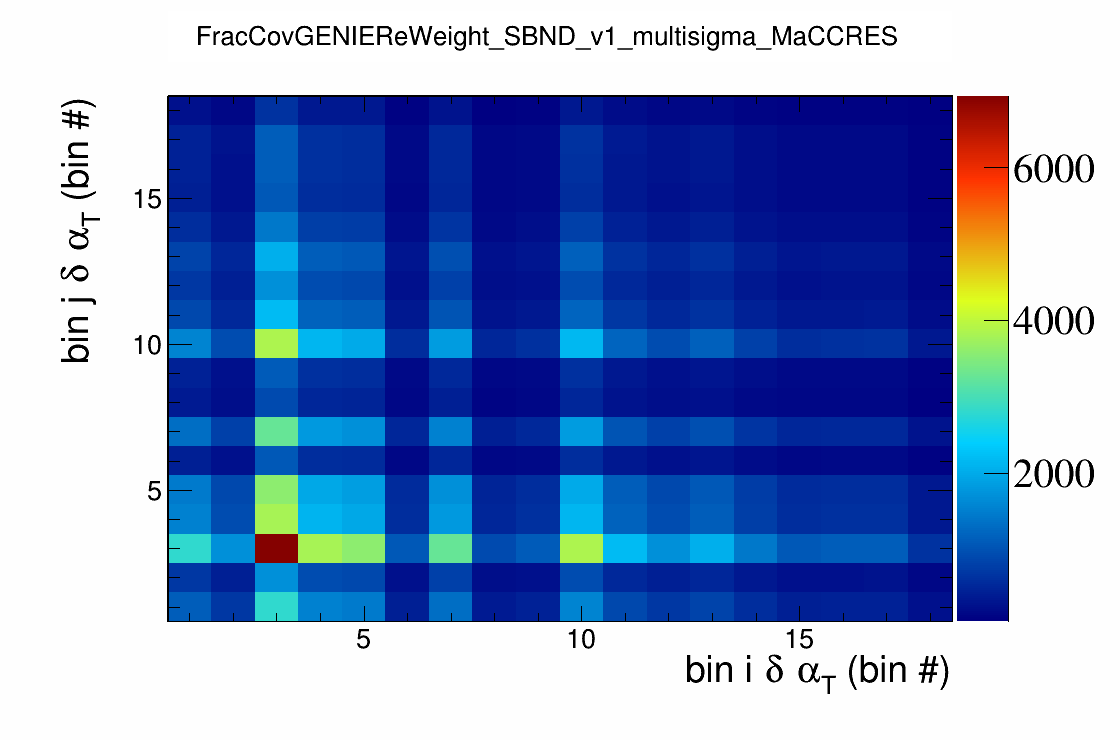 FracCovGENIEReWeight_SBND_v1_multisigma_MaCCRES
bin j δ α_T (bin #)
15
10
5
5 10 15
bin i δ α_T (bin #)
6000
4000
2000